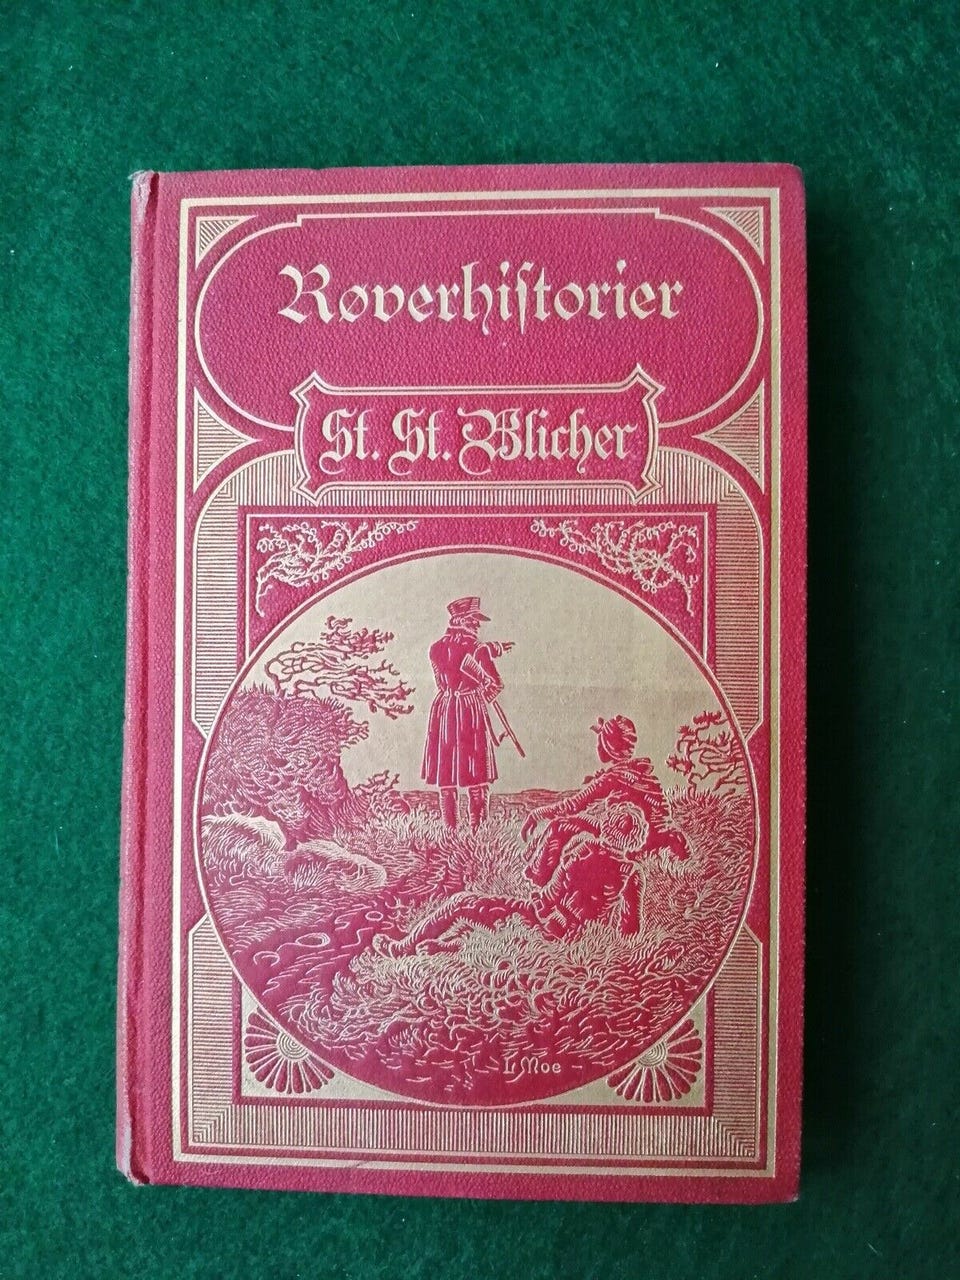 Røverhiſtorier
St. St. Blicher
L Moe